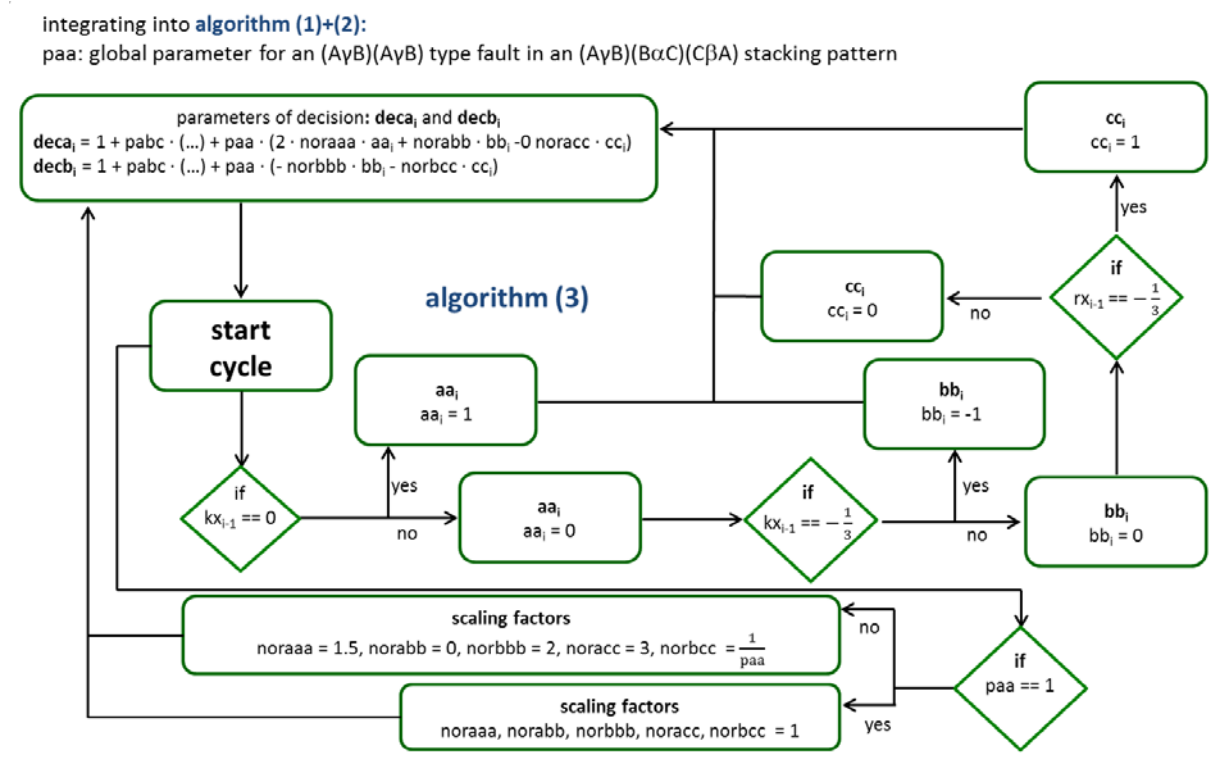 integrating into algorithm (1)+(2):
paa: global parameter for an (AγB)(AγB) type fault in an (AγB)(BαC)(CβA) stacking pattern
parameters of decision: decaᵢ and decbᵢ
decaᵢ = 1 + pabc · (...) + paa · (2 · noraaa · aaᵢ + norabb · bbᵢ -0 noracc · ccᵢ)
decbᵢ = 1 + pabc · (...) + paa · (- norbbb · bbᵢ - norbcc · ccᵢ)
ccᵢ
ccᵢ = 1
yes
if
rxᵢ₋₁ == − 1/3
no
ccᵢ
ccᵢ = 0
algorithm (3)
start
cycle
aaᵢ
aaᵢ = 1
bbᵢ
bbᵢ = -1
if
kxᵢ₋₁ == 0
yes
no
aaᵢ
aaᵢ = 0
if
kxᵢ₋₁ == − 1/3
yes
no
bbᵢ
bbᵢ = 0
scaling factors
noraaa = 1.5, norabb = 0, norbbb = 2, noracc = 3, norbcc = 1/paa
no
if
paa == 1
scaling factors
noraaa, norabb, norbbb, noracc, norbcc = 1
yes